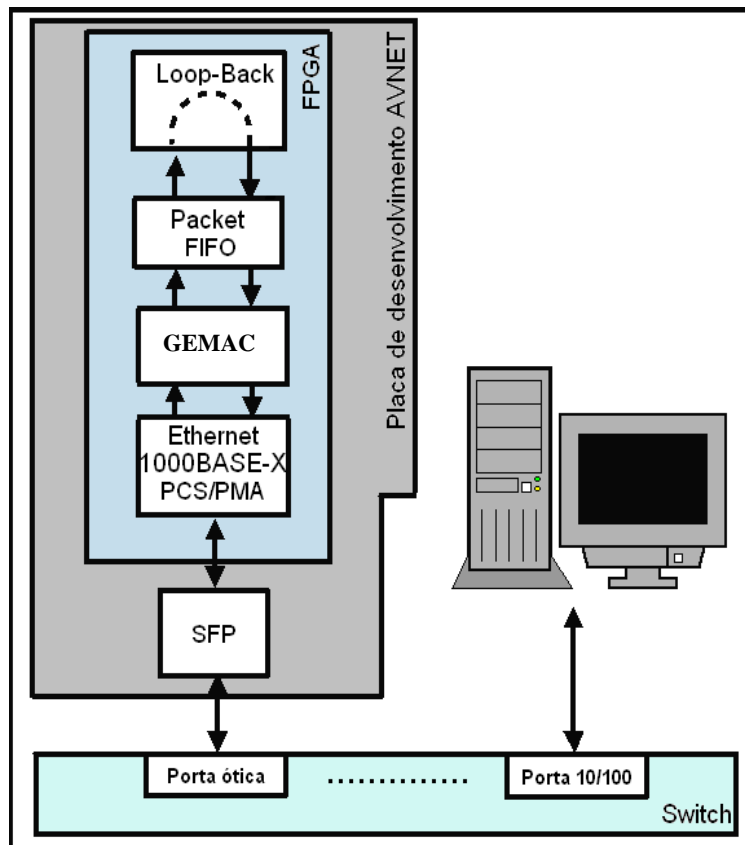 Loop-Back
FPGA
Placa de desenvolvimento AVNET
Packet
FIFO
GEMAC
Ethernet
1000BASE-X
PCS/PMA
SFP
Porta ótica
Porta 10/100
Switch